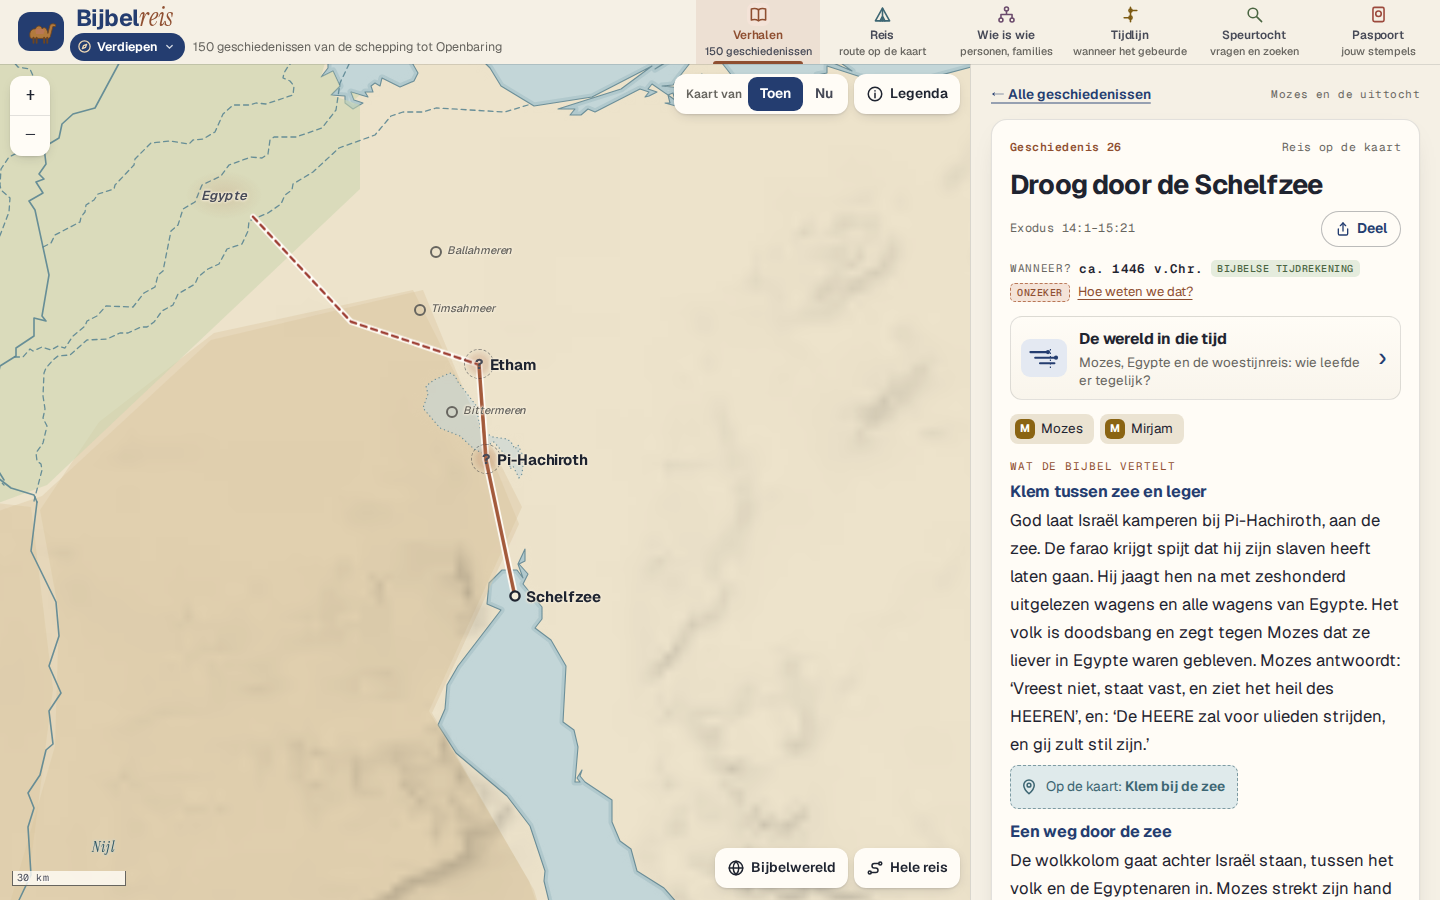 Bijbelreis
Verdiepen
150 geschiedenissen van de schepping tot Openbaring
Verhalen
150 geschiedenissen
Reis
route op de kaart
Wie is wie
personen, families
Tijdlijn
wanneer het gebeurde
Speurtocht
vragen en zoeken
Paspoort
jouw stempels
+
−
Kaart van
Toen
Nu
Legenda
Egypte
Ballahmeren
Timsahmeer
? Etham
Bittermeren
? Pi-Hachiroth
Schelfzee
Nijl
30 km
Bijbelwereld
Hele reis
← Alle geschiedenissen
Mozes en de uittocht
Geschiedenis 26
Reis op de kaart
Droog door de Schelfzee
Exodus 14:1-15:21
Deel
WANNEER? ca. 1446 v.Chr. BIJBELSE TIJDREKENING
ONZEKER Hoe weten we dat?
De wereld in die tijd
Mozes, Egypte en de woestijnreis: wie leefde
er tegelijk?
›
M Mozes
M Mirjam
WAT DE BIJBEL VERTELT
Klem tussen zee en leger
God laat Israël kamperen bij Pi-Hachiroth, aan de
zee. De farao krijgt spijt dat hij zijn slaven heeft
laten gaan. Hij jaagt hen na met zeshonderd
uitgelezen wagens en alle wagens van Egypte. Het
volk is doodsbang en zegt tegen Mozes dat ze
liever in Egypte waren gebleven. Mozes antwoordt:
‘Vreest niet, staat vast, en ziet het heil des
HEEREN’, en: ‘De HEERE zal voor ulieden strijden,
en gij zult stil zijn.’
Op de kaart: Klem bij de zee
Een weg door de zee
De wolkkolom gaat achter Israël staan, tussen het
volk en de Egyptenaren in. Mozes strekt zijn hand